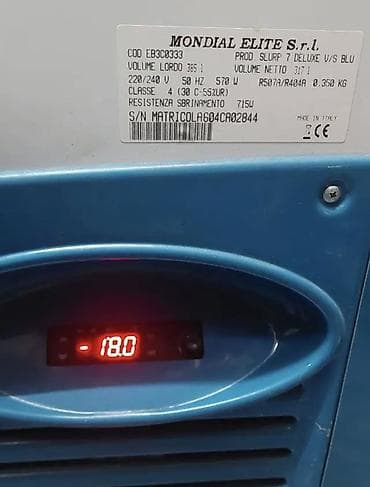 MONDIAL ELITE S.r.l.
COD EB3C0333 PROD SLURP 7 DELUXE V/S BLU
VOLUME LORDO 385 l VOLUME NETTO 317 l
220/240 V 50 HZ 570 W R507A/R404A 0,350 KG
CLASSE 4 (30 C-55%UR)
RESISTENZA SBRINAMENTO 715W
MADE IN ITALY
S/N MATRICOLA604CA02844
CE
-18.0